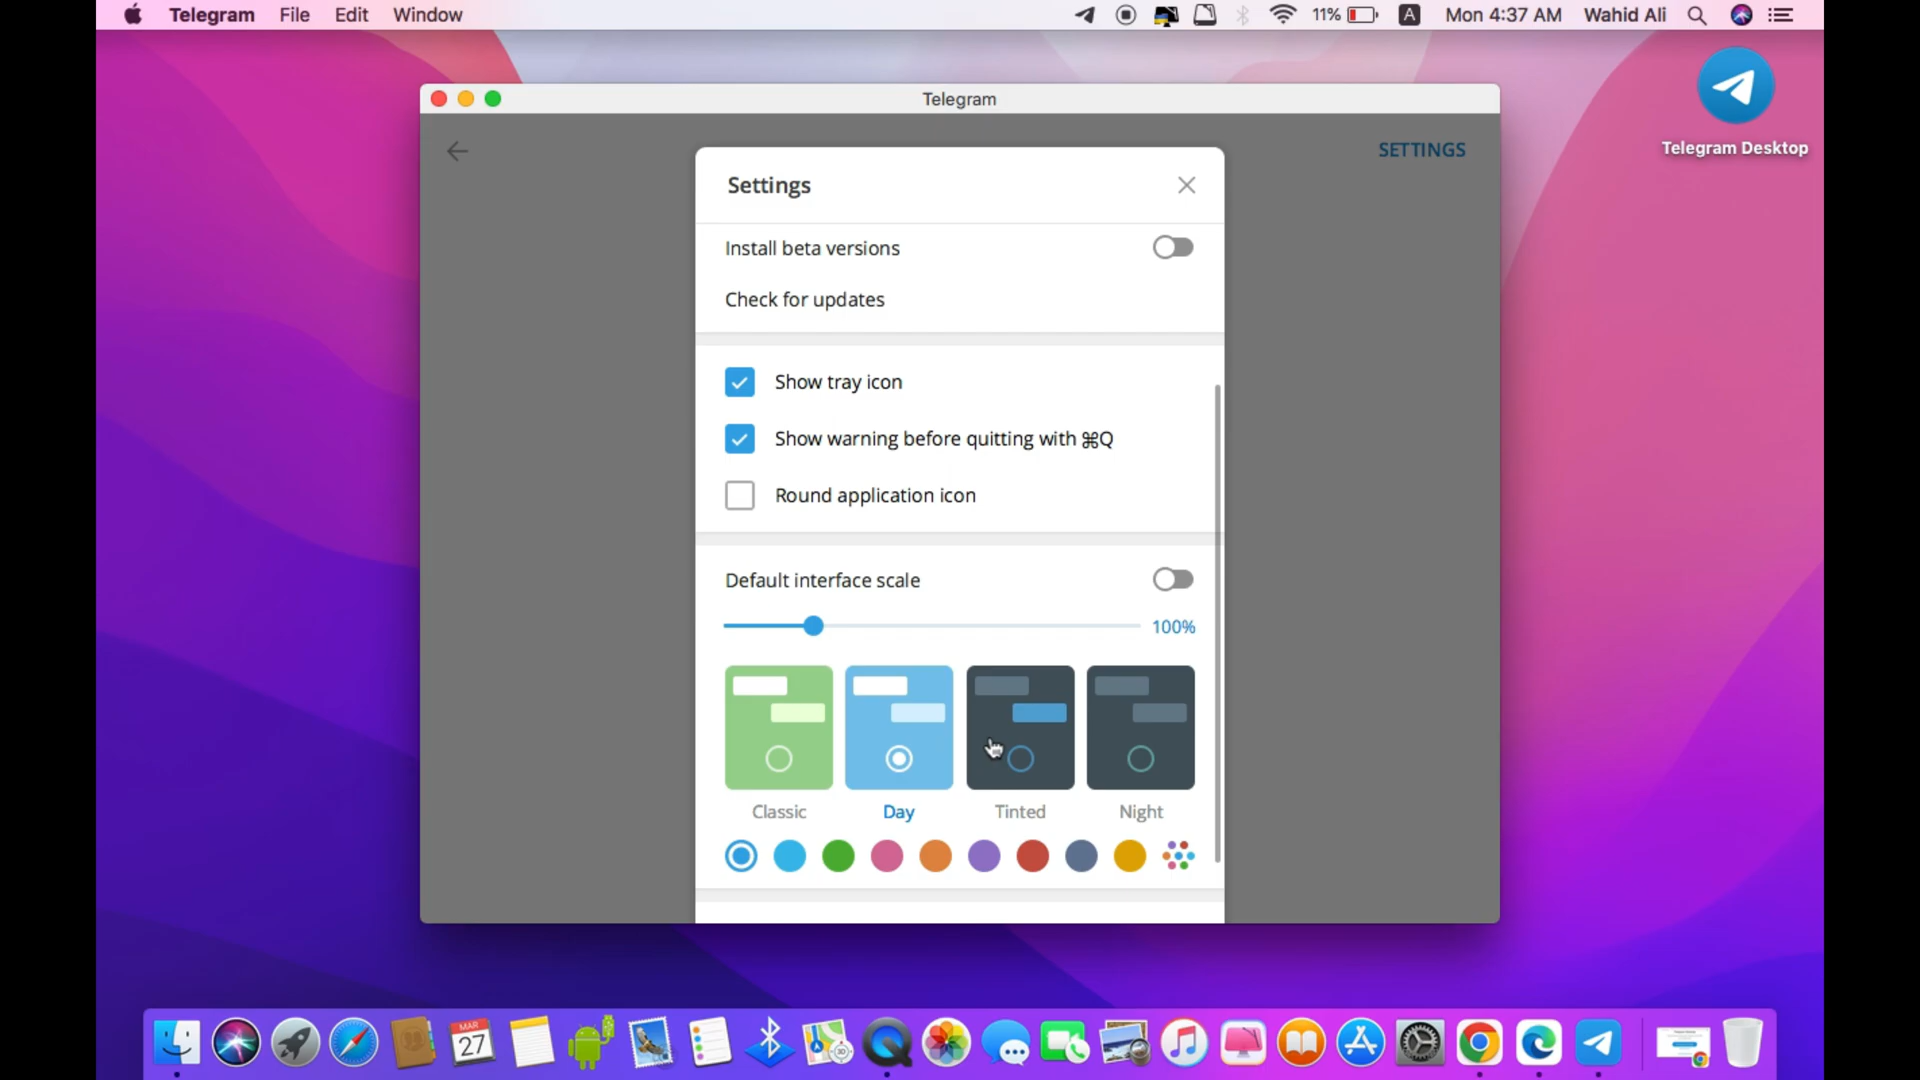 Telegram File Edit Window 11% A Mon 4:37 AM Wahid Ali
Telegram
SETTINGS
Telegram Desktop
Settings
Install beta versions
Check for updates
Show tray icon
Show warning before quitting with ⌘Q
Round application icon
Default interface scale
100%
Classic Day Tinted Night
MAR
27
3D